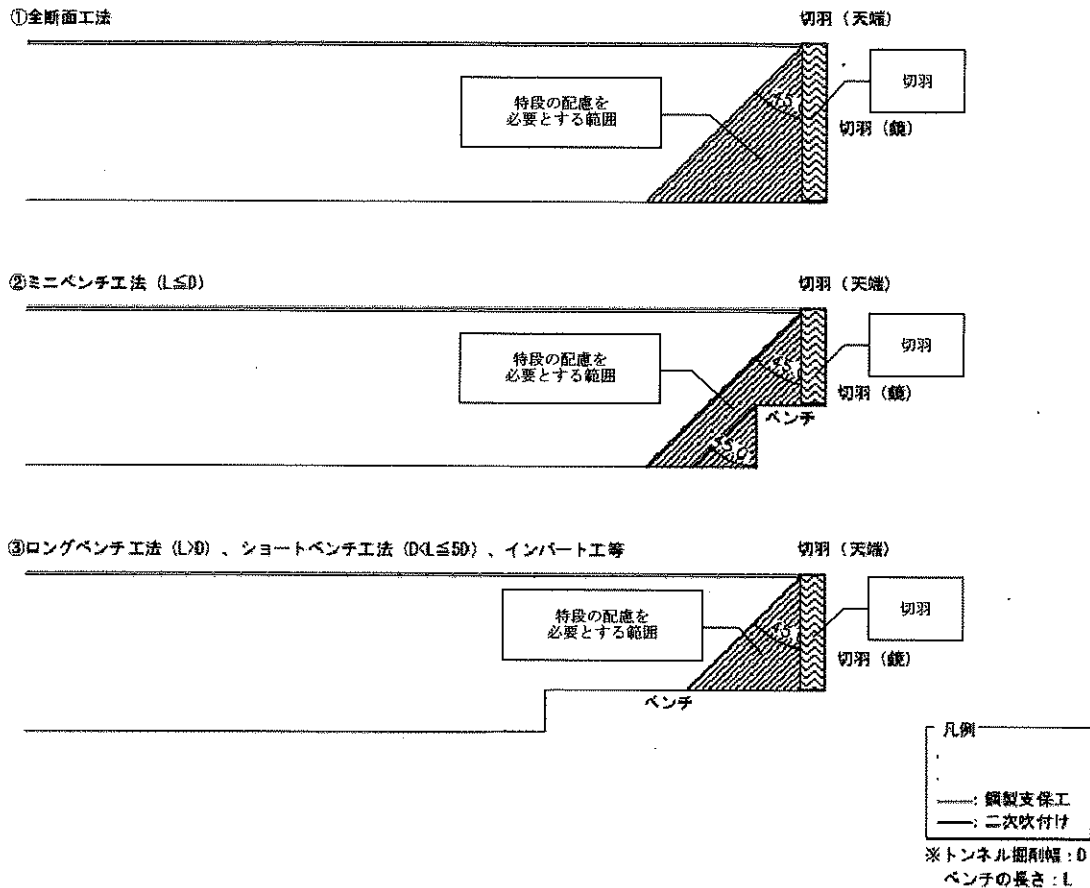 ①全断面工法
切羽（天端）
特段の配慮を
必要とする範囲
45°
切羽
切羽（鏡）
②ミニベンチ工法（L≦D）
切羽（天端）
特段の配慮を
必要とする範囲
45°
切羽
切羽（鏡）
ベンチ
③ロングベンチ工法（L>D）、ショートベンチ工法（D<L≦5D）、インバート工等
切羽（天端）
特段の配慮を
必要とする範囲
45°
切羽
切羽（鏡）
ベンチ
凡例
：鋼製支保工
：二次吹付け
※トンネル掘削幅：D
ベンチの長さ：L